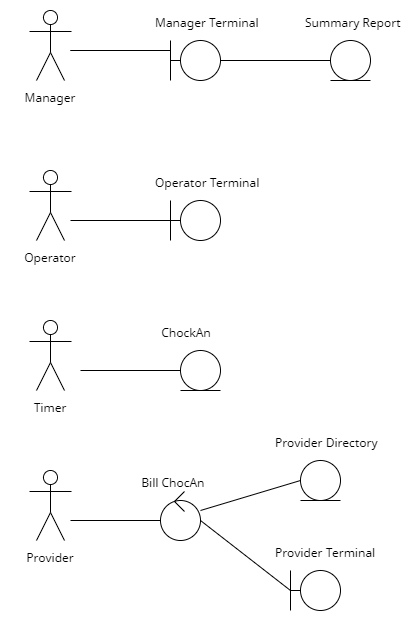 Manager Terminal
Summary Report
Manager
Operator Terminal
Operator
ChockAn
Timer
Provider Directory
Bill ChocAn
Provider Terminal
Provider